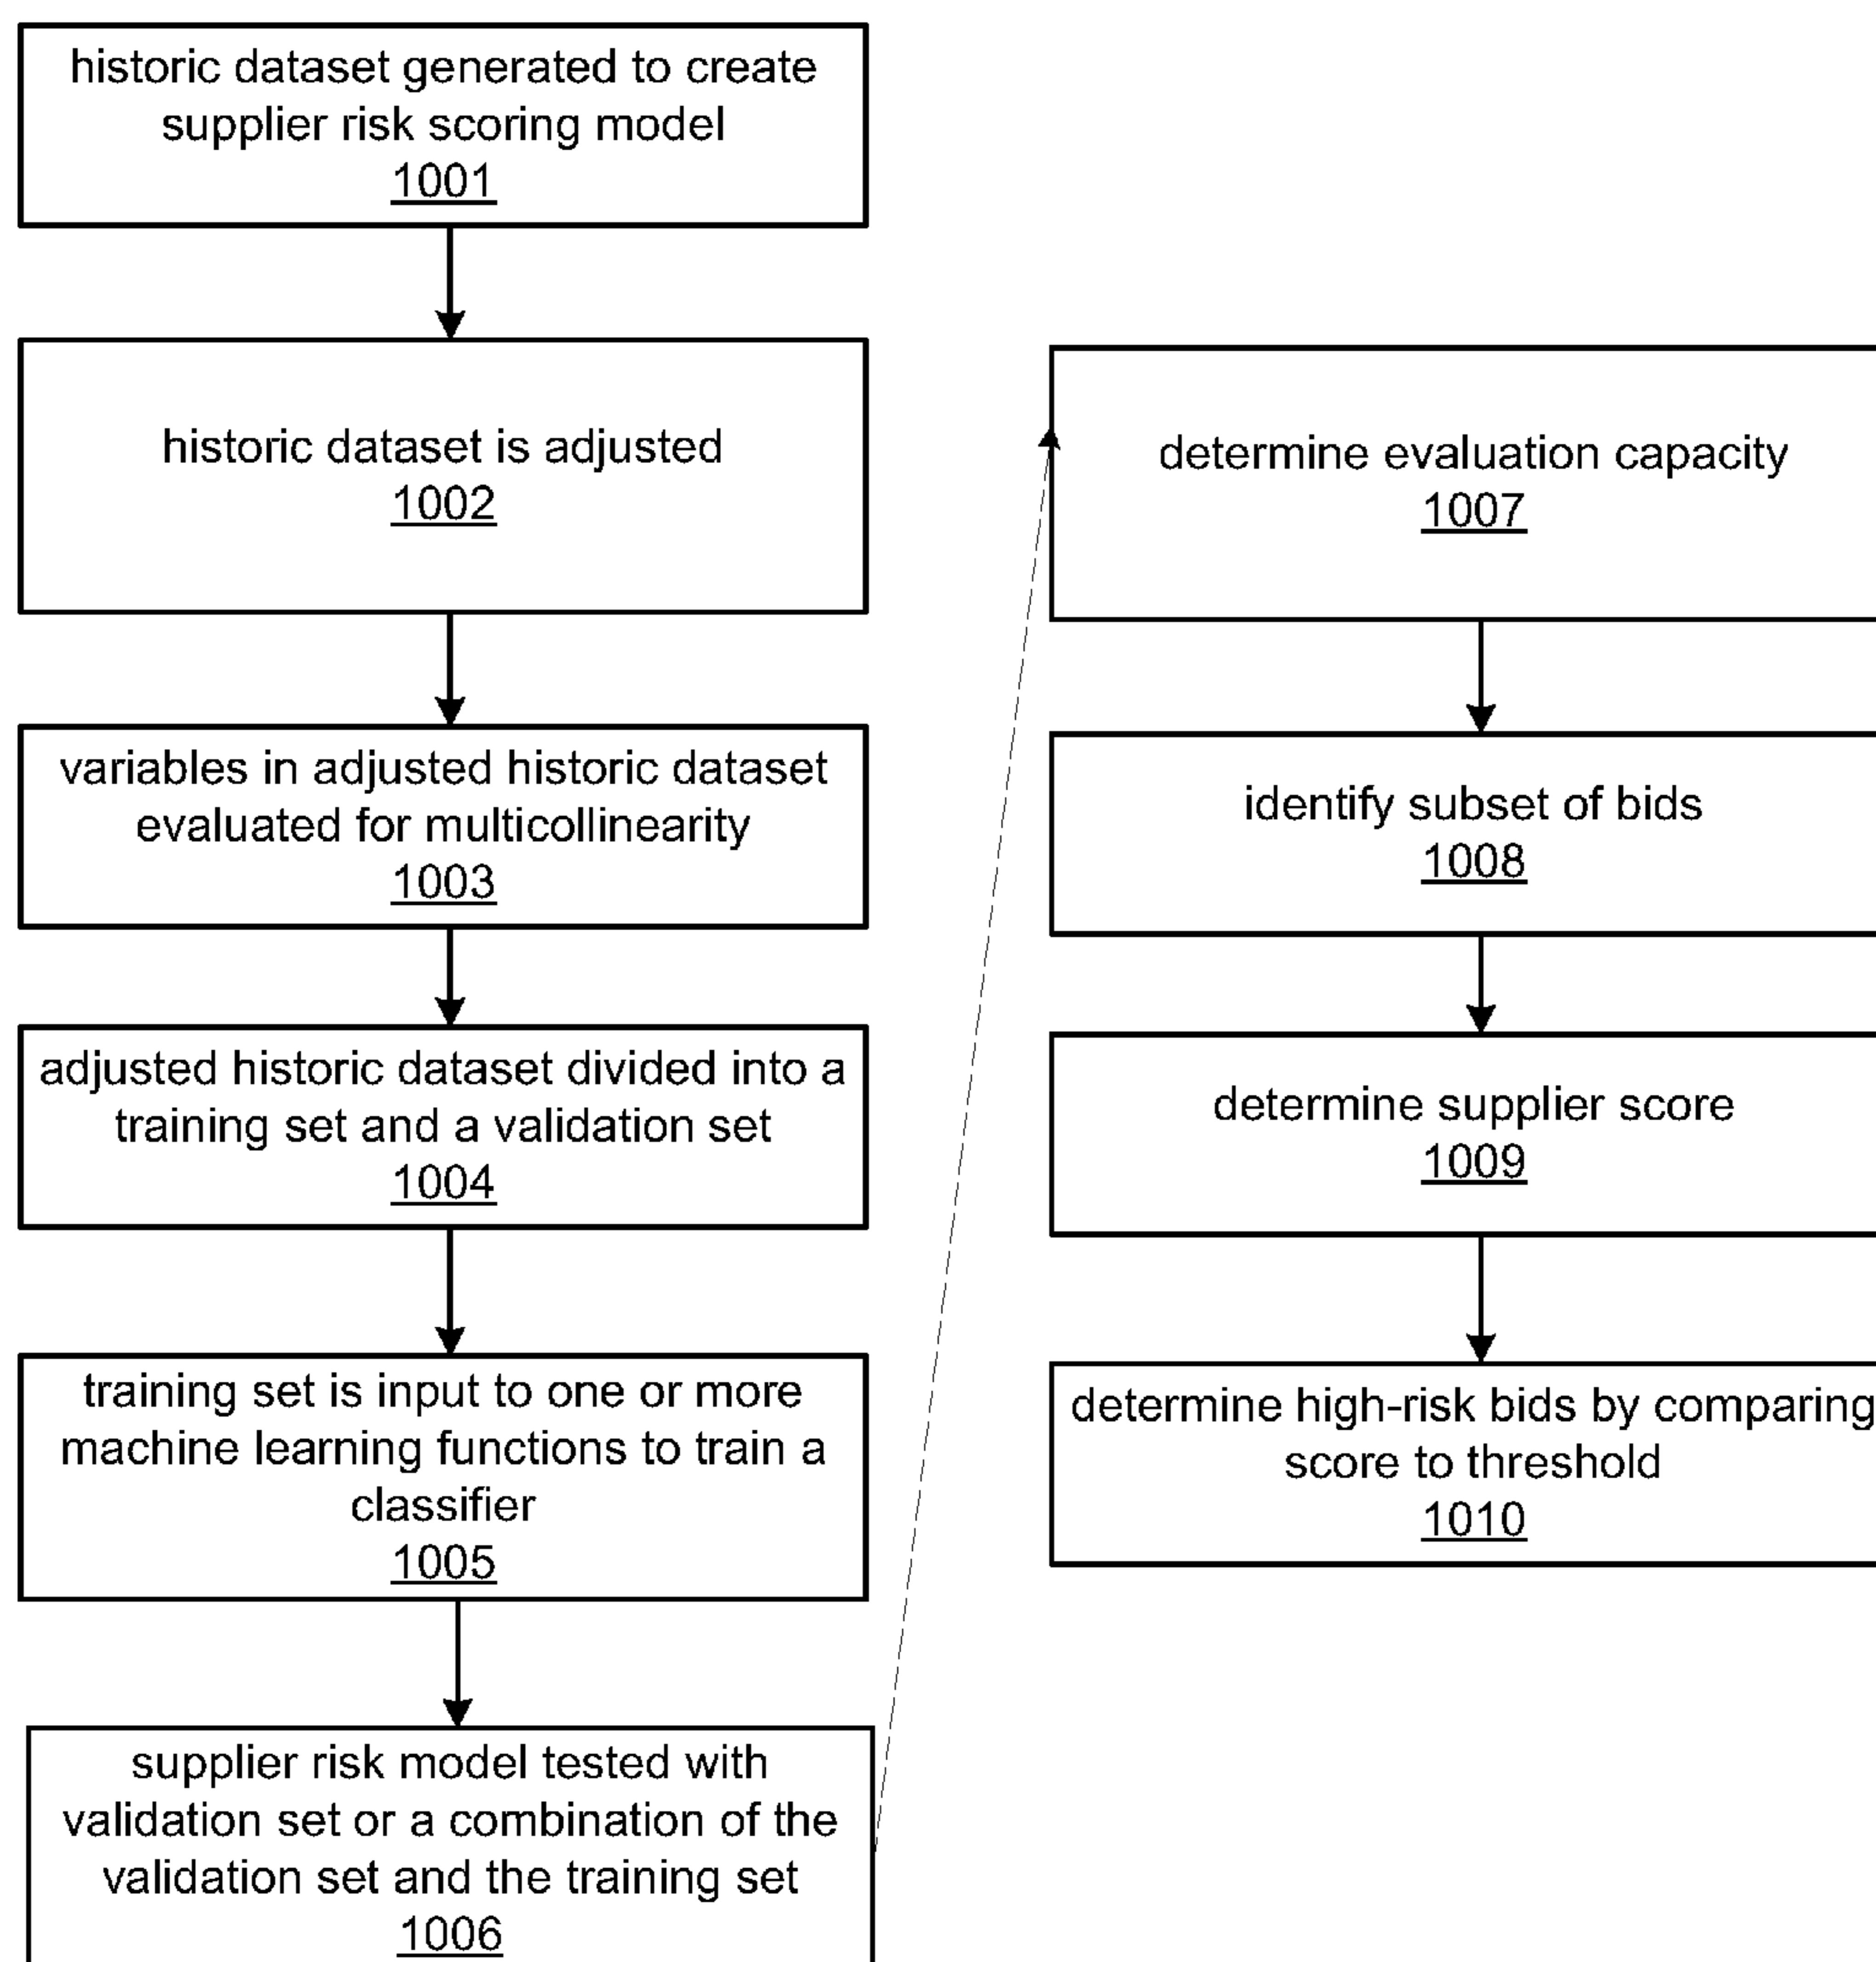 historic dataset generated to create
supplier risk scoring model
1001
historic dataset is adjusted
1002
variables in adjusted historic dataset
evaluated for multicollinearity
1003
adjusted historic dataset divided into a
training set and a validation set
1004
training set is input to one or more
machine learning functions to train a
classifier
1005
supplier risk model tested with
validation set or a combination of the
validation set and the training set
1006
determine evaluation capacity
1007
identify subset of bids
1008
determine supplier score
1009
determine high-risk bids by comparing
score to threshold
1010